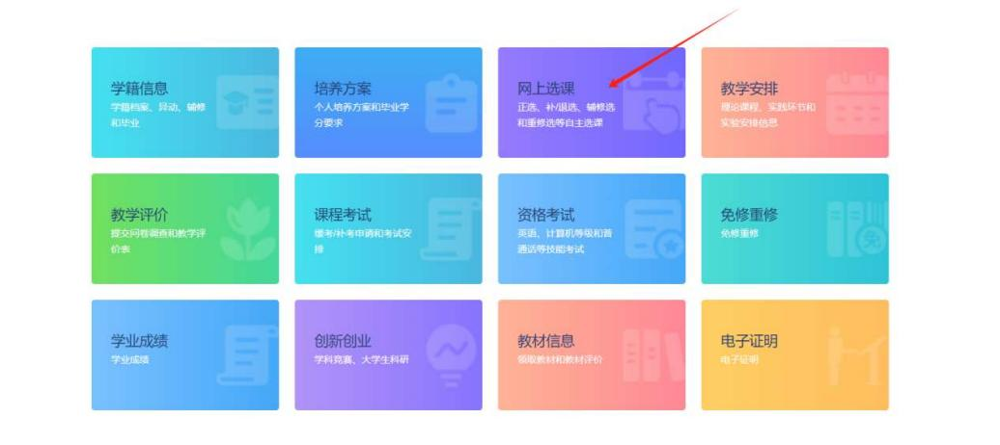 学籍信息
学籍档案、异动、辅修
和毕业
培养方案
个人培养方案和毕业学
分要求
网上选课
正选、补/退选、辅修选
和重修选等自主选课
教学安排
理论课程、实践环节和
实验安排信息
教学评价
提交问卷调查和教学评
价表
课程考试
缓考/补考申请和考试安
排
资格考试
英语、计算机等级和普
通话等技能考试
免修重修
免修重修
免
学业成绩
学业成绩
创新创业
学科竞赛、大学生科研
教材信息
领取教材和教材评价
电子证明
电子证明